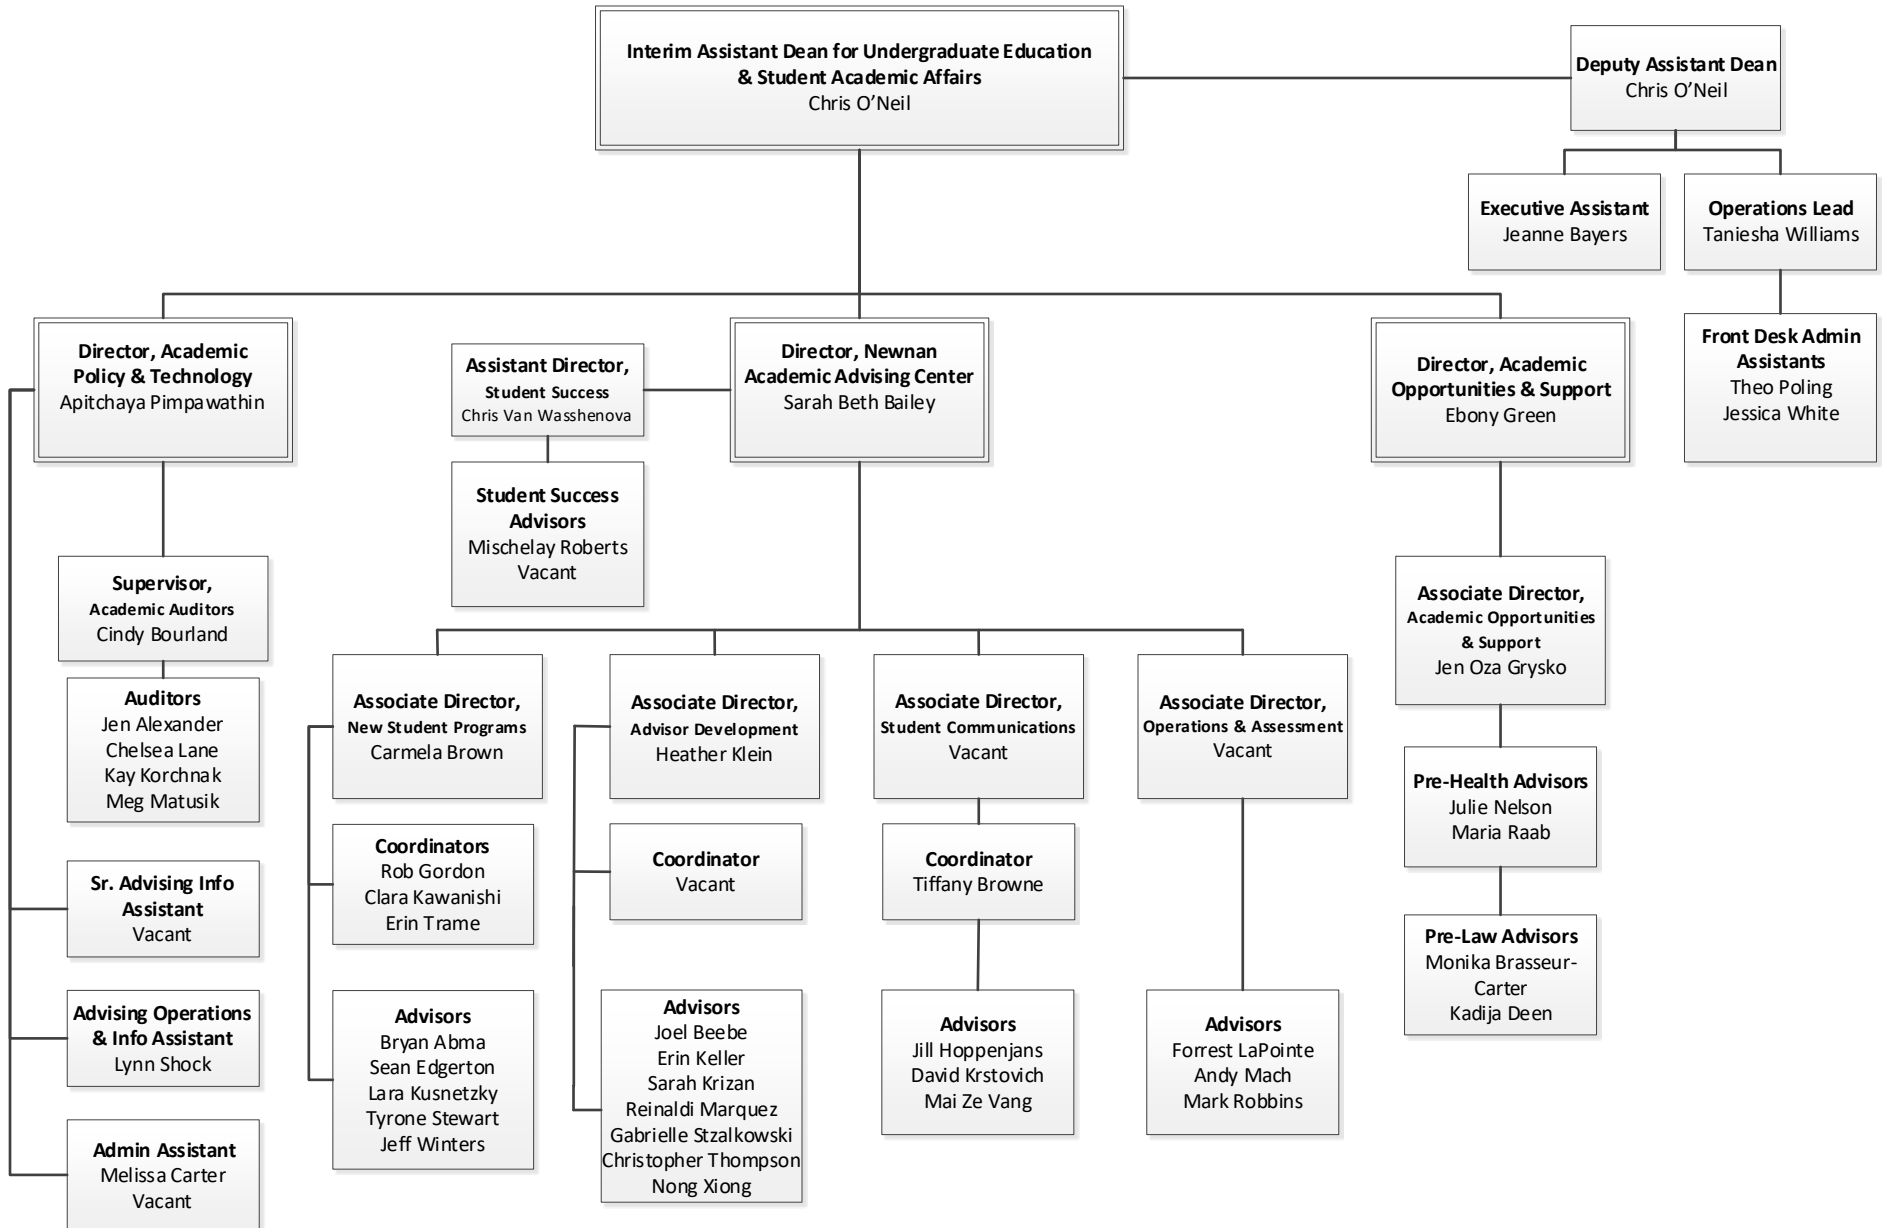 Interim Assistant Dean for Undergraduate Education
& Student Academic Affairs
Chris O’Neil
Deputy Assistant Dean
Chris O’Neil
Executive Assistant
Jeanne Bayers
Operations Lead
Taniesha Williams
Front Desk Admin
Assistants
Theo Poling
Jessica White
Director, Academic
Policy & Technology
Apitchaya Pimpawathin
Assistant Director,
Student Success
Chris Van Wasshenova
Director, Newnan
Academic Advising Center
Sarah Beth Bailey
Director, Academic
Opportunities & Support
Ebony Green
Student Success
Advisors
Mischelay Roberts
Vacant
Supervisor,
Academic Auditors
Cindy Bourland
Auditors
Jen Alexander
Chelsea Lane
Kay Korchnak
Meg Matusik
Sr. Advising Info
Assistant
Vacant
Advising Operations
& Info Assistant
Lynn Shock
Admin Assistant
Melissa Carter
Vacant
Associate Director,
New Student Programs
Carmela Brown
Coordinators
Rob Gordon
Clara Kawanishi
Erin Trame
Advisors
Bryan Abma
Sean Edgerton
Lara Kusnetzky
Tyrone Stewart
Jeff Winters
Associate Director,
Advisor Development
Heather Klein
Coordinator
Vacant
Advisors
Joel Beebe
Erin Keller
Sarah Krizan
Reinaldi Marquez
Gabrielle Stzalkowski
Christopher Thompson
Nong Xiong
Associate Director,
Student Communications
Vacant
Coordinator
Tiffany Browne
Advisors
Jill Hoppenjans
David Krstovich
Mai Ze Vang
Associate Director,
Operations & Assessment
Vacant
Advisors
Forrest LaPointe
Andy Mach
Mark Robbins
Associate Director,
Academic Opportunities
& Support
Jen Oza Grysko
Pre-Health Advisors
Julie Nelson
Maria Raab
Pre-Law Advisors
Monika Brasseur-
Carter
Kadija Deen